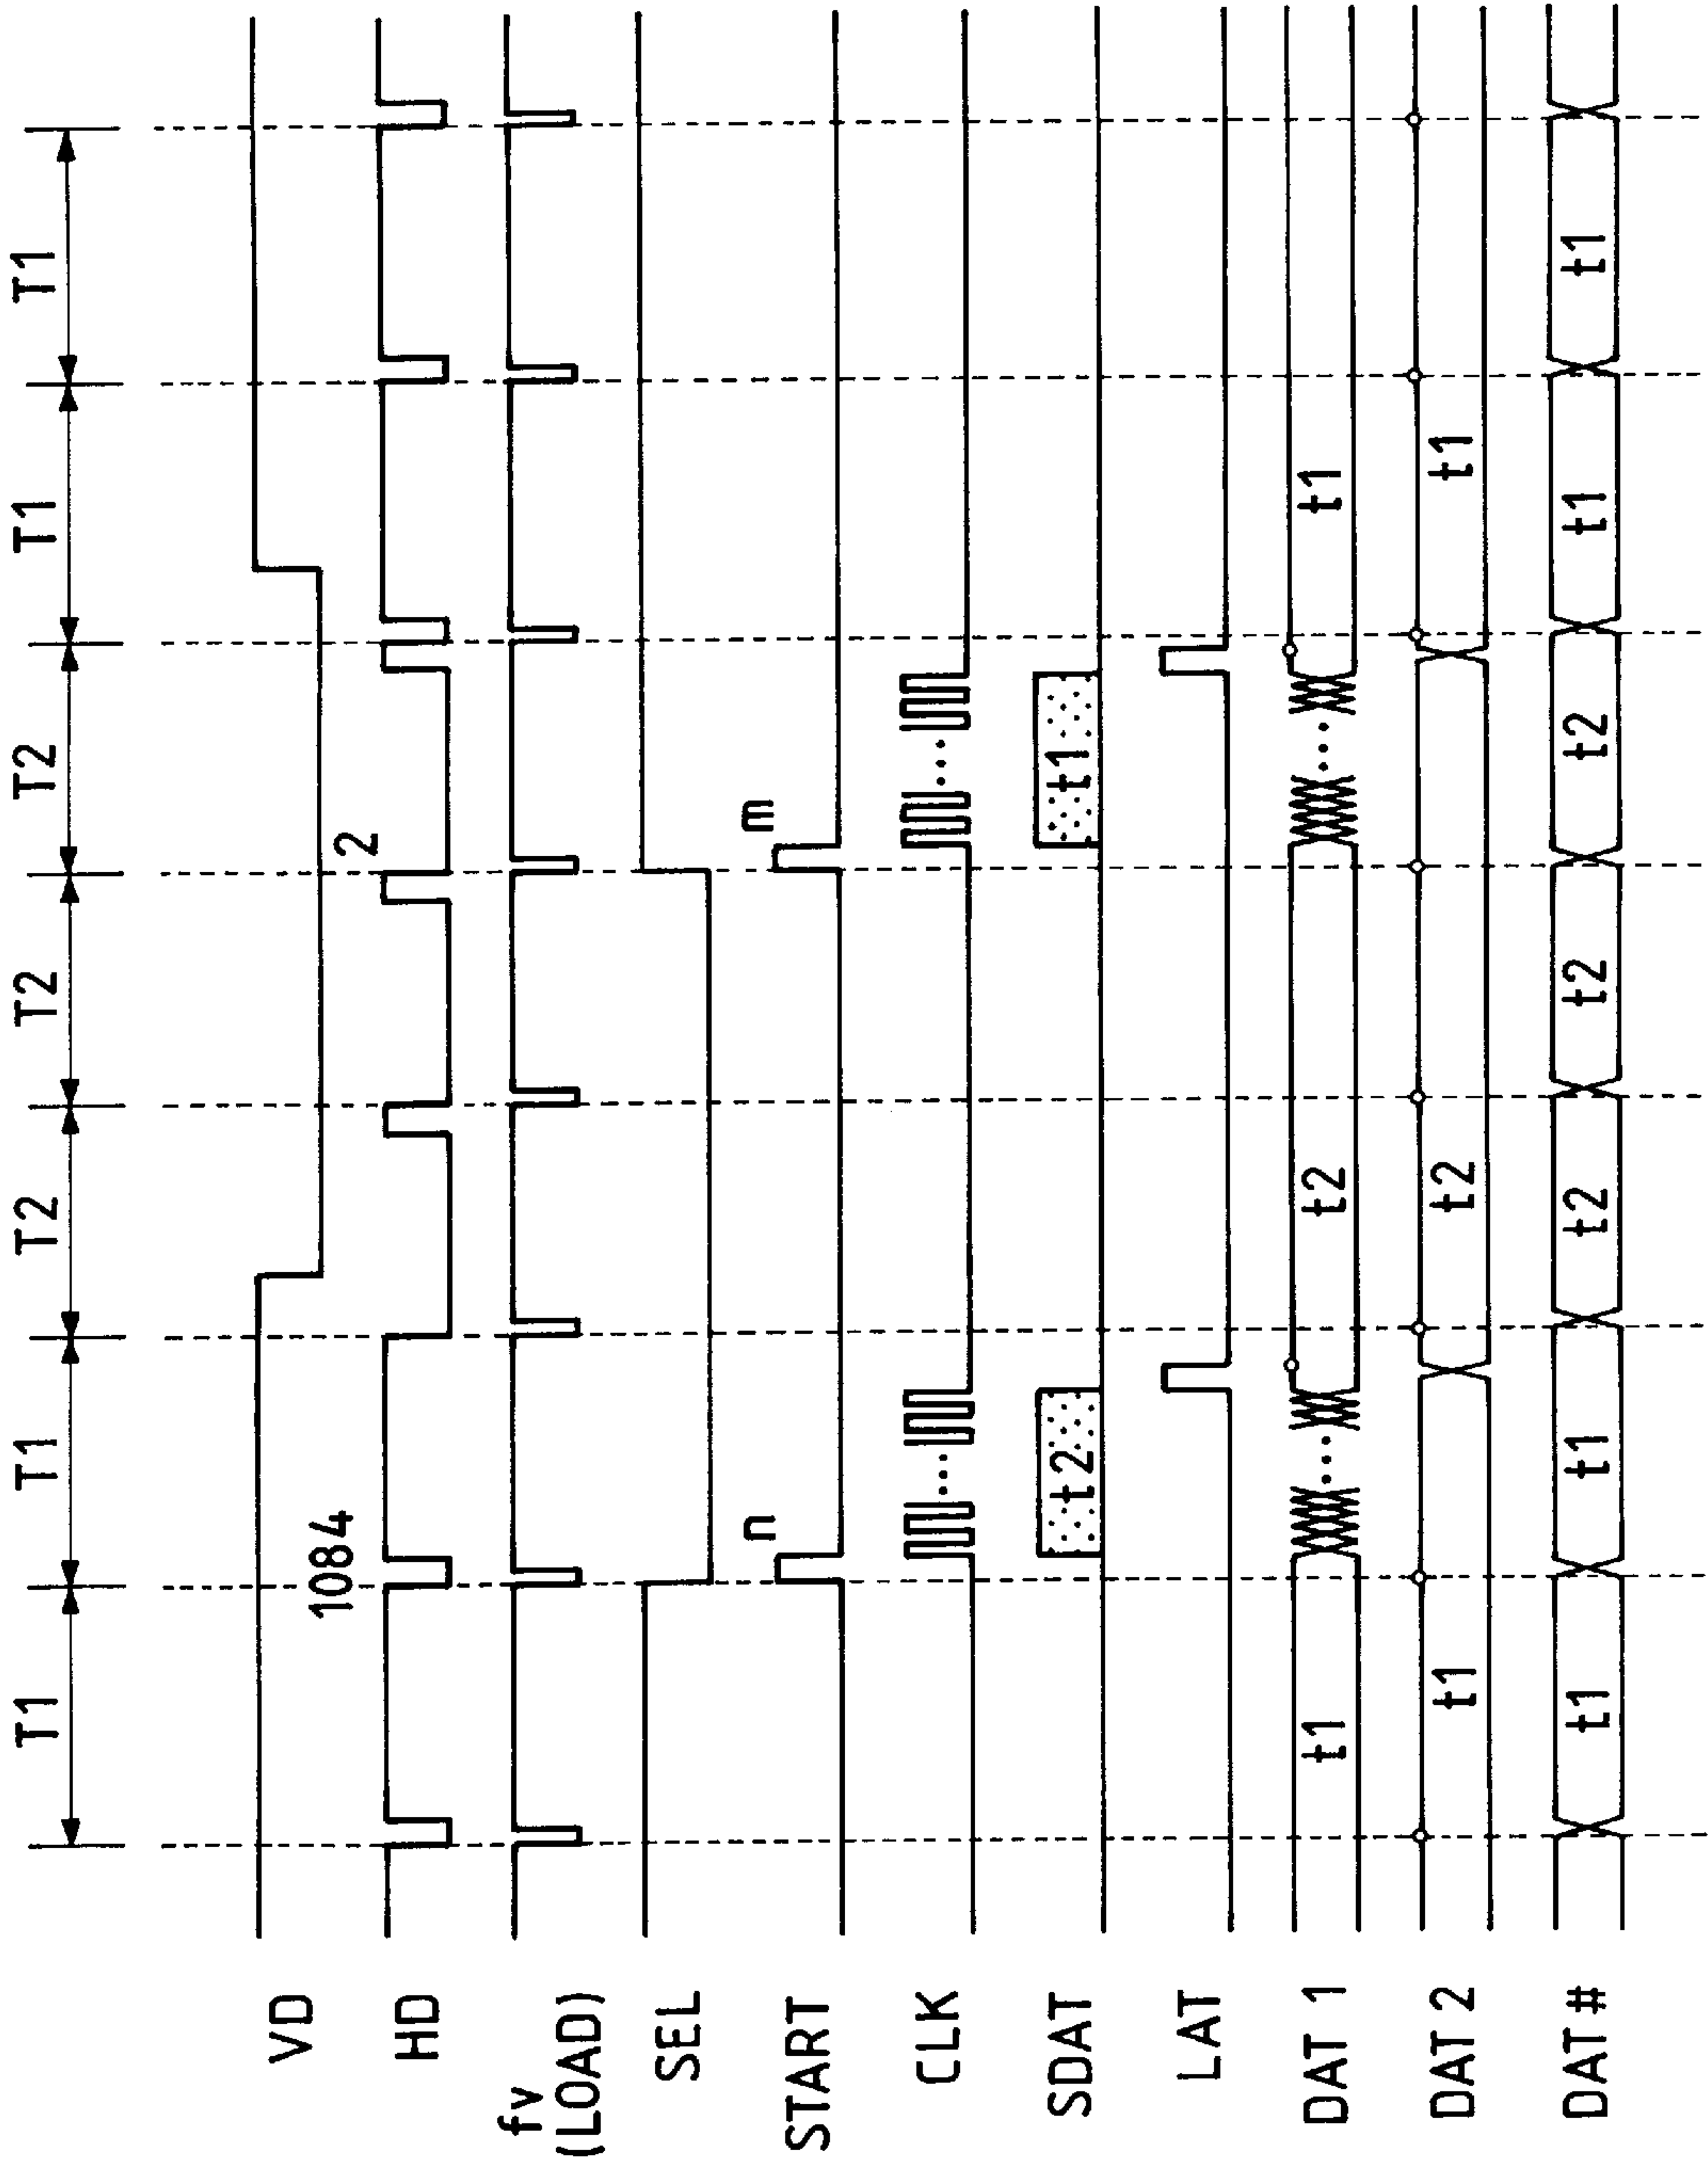 T1 T1 T2 T2 T2 T1 T1
VD
1084 2
HD
fv
(LOAD)
SEL
n m
START
CLK
SDAT t2 t1
LAT
DAT 1 t1 t2 t1
DAT 2 t1 t2 t1
DAT # t1 t1 t2 t2 t2 t1 t1